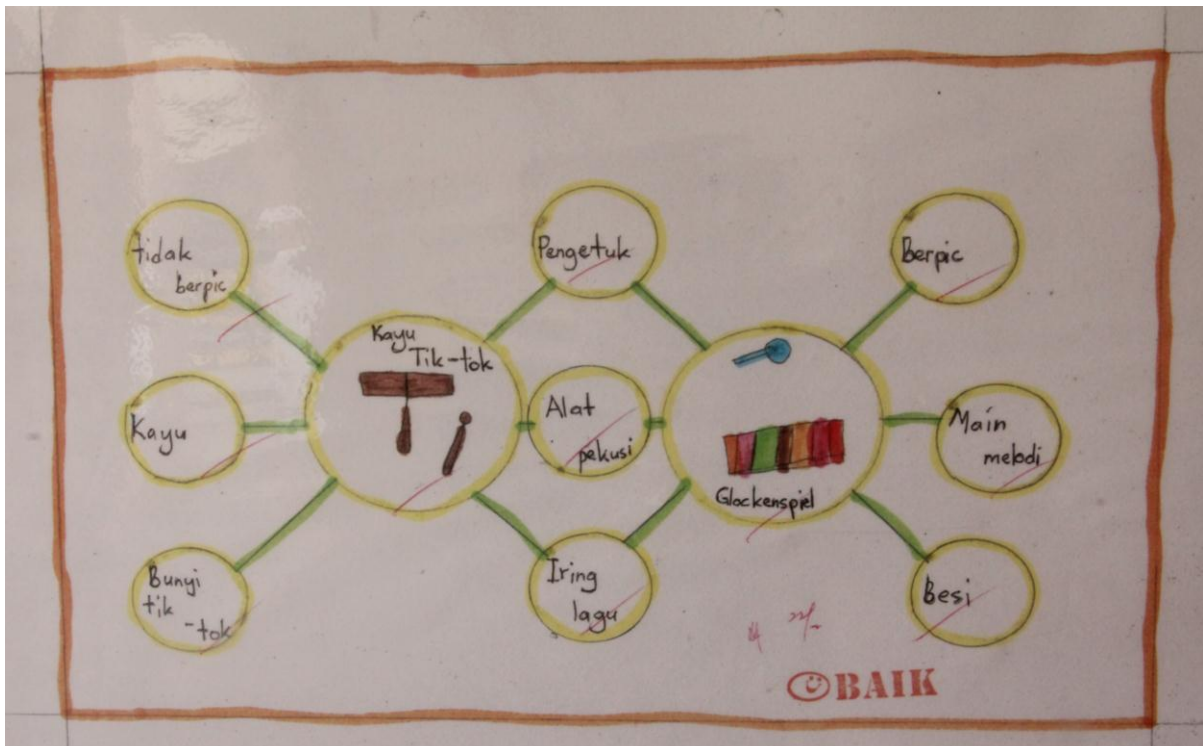 tidak
berpic
Kayu
Bunyi
tik
-tok
Kayu
Tik-tok
Pengetuk
Alat
pekusi
Iring
lagu
Glockenspiel
Berpic
Main
melodi
Besi
BAIK